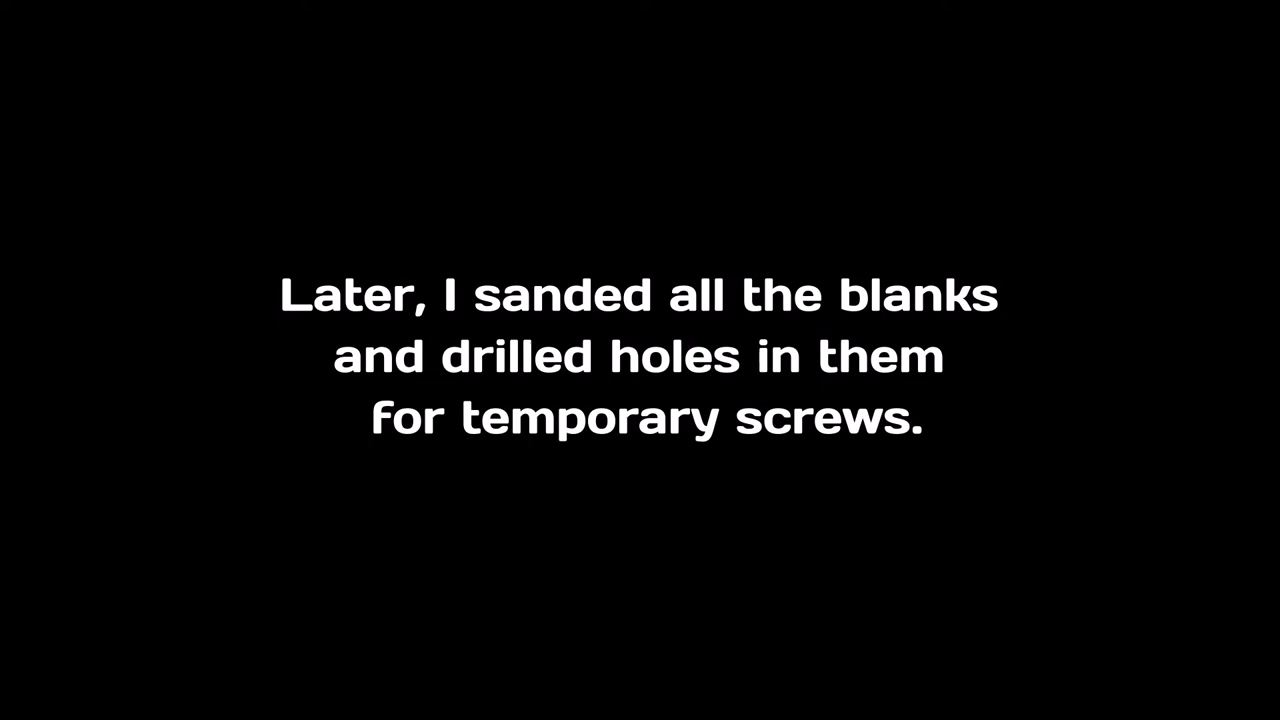 Later, I sanded all the blanks
and drilled holes in them
for temporary screws.